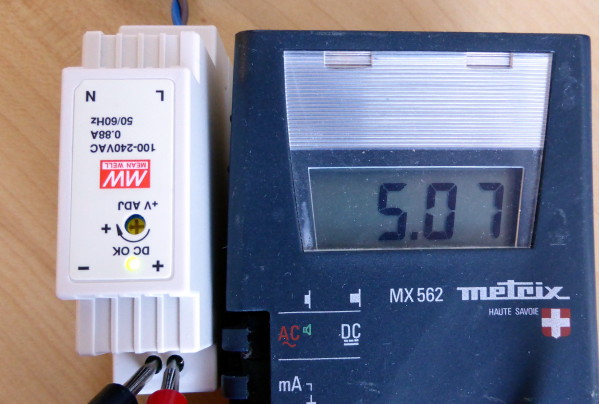 N L
50/60Hz
0.88A
100-240VAC
MW
MEAN WELL
+V ADJ
+
DC OK
- +
5.07
MX 562 metrix
HAUTE SAVOIE
AC DC
mA